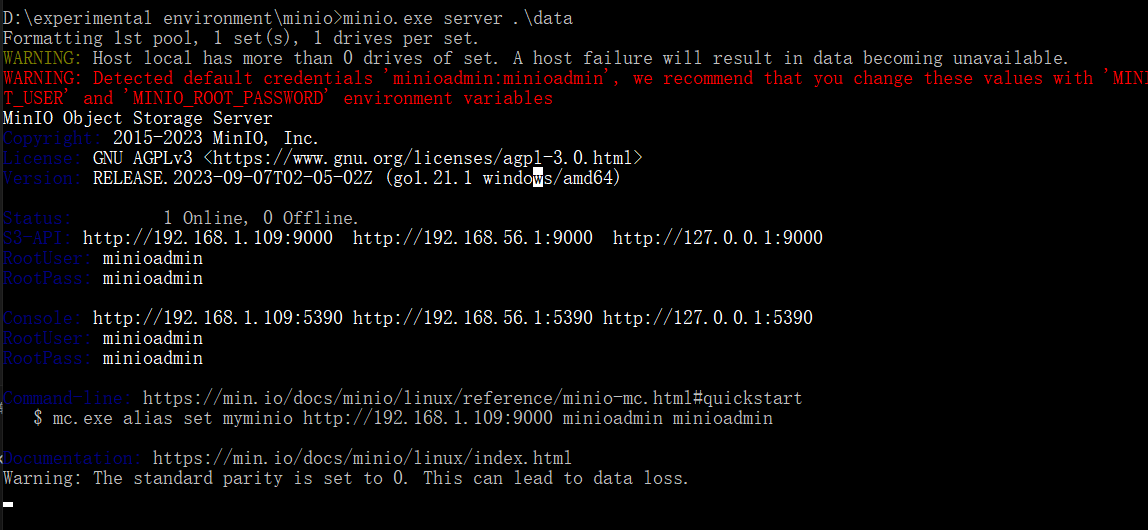 D:\experimental environment\minio>minio.exe server .\data
Formatting 1st pool, 1 set(s), 1 drives per set.
WARNING: Host local has more than 0 drives of set. A host failure will result in data becoming unavailable.
WARNING: Detected default credentials 'minioadmin:minioadmin', we recommend that you change these values with 'MINI
T_USER' and 'MINIO_ROOT_PASSWORD' environment variables
MinIO Object Storage Server
Copyright: 2015-2023 MinIO, Inc.
License: GNU AGPLv3 <https://www.gnu.org/licenses/agpl-3.0.html>
Version: RELEASE.2023-09-07T02-05-02Z (go1.21.1 windows/amd64)
Status: 1 Online, 0 Offline.
S3-API: http://192.168.1.109:9000 http://192.168.56.1:9000 http://127.0.0.1:9000
RootUser: minioadmin
RootPass: minioadmin
Console: http://192.168.1.109:5390 http://192.168.56.1:5390 http://127.0.0.1:5390
RootUser: minioadmin
RootPass: minioadmin
Command-line: https://min.io/docs/minio/linux/reference/minio-mc.html#quickstart
$ mc.exe alias set myminio http://192.168.1.109:9000 minioadmin minioadmin
Documentation: https://min.io/docs/minio/linux/index.html
Warning: The standard parity is set to 0. This can lead to data loss.